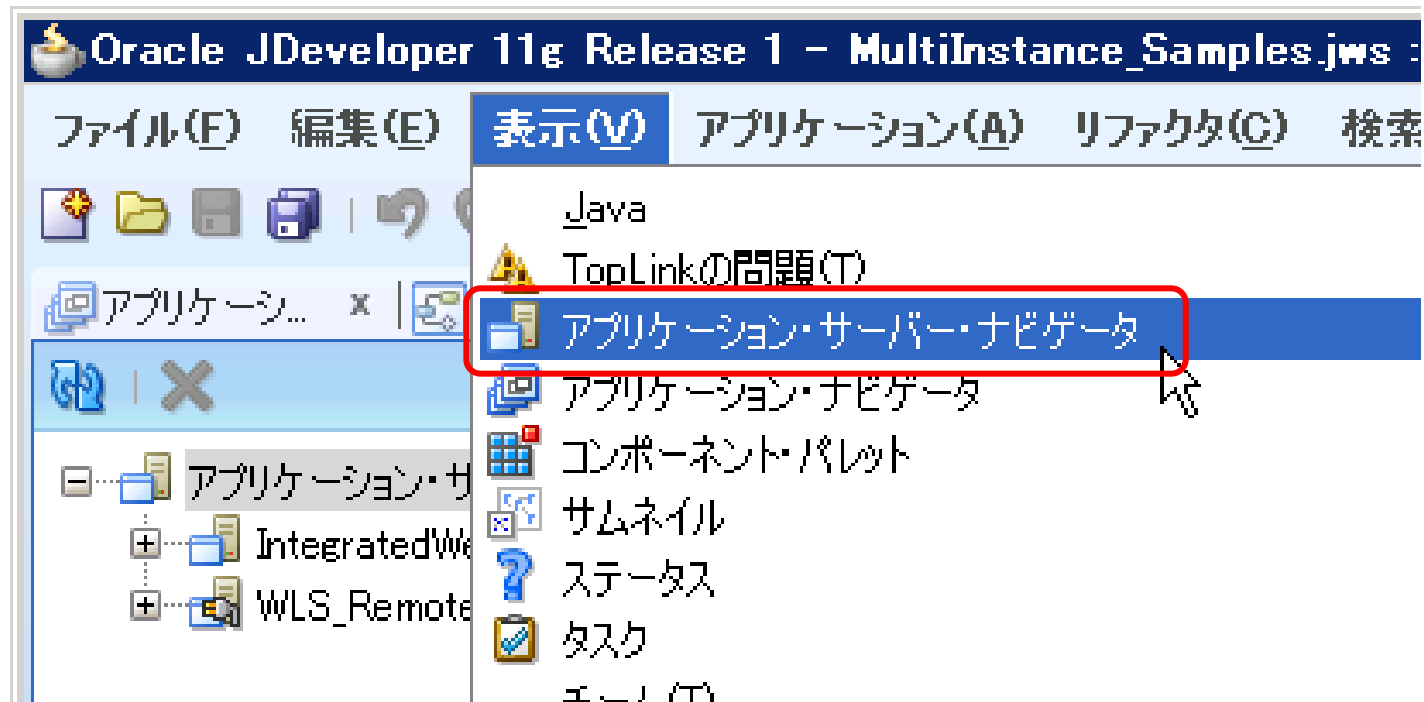 Oracle JDeveloper 11g Release 1 - MultiInstance_Samples.jws :
ファイル(F) 編集(E) 表示(V) アプリケーション(A) リファクタ(C) 検索
Java
TopLinkの問題(T)
アプリケーシ... x
アプリケーション・サーバー・ナビゲータ
アプリケーション・ナビゲータ
コンポーネント・パレット
アプリケーション・サ
サムネイル
IntegratedWe
ステータス
WLS_Remote
タスク
チーム(T)